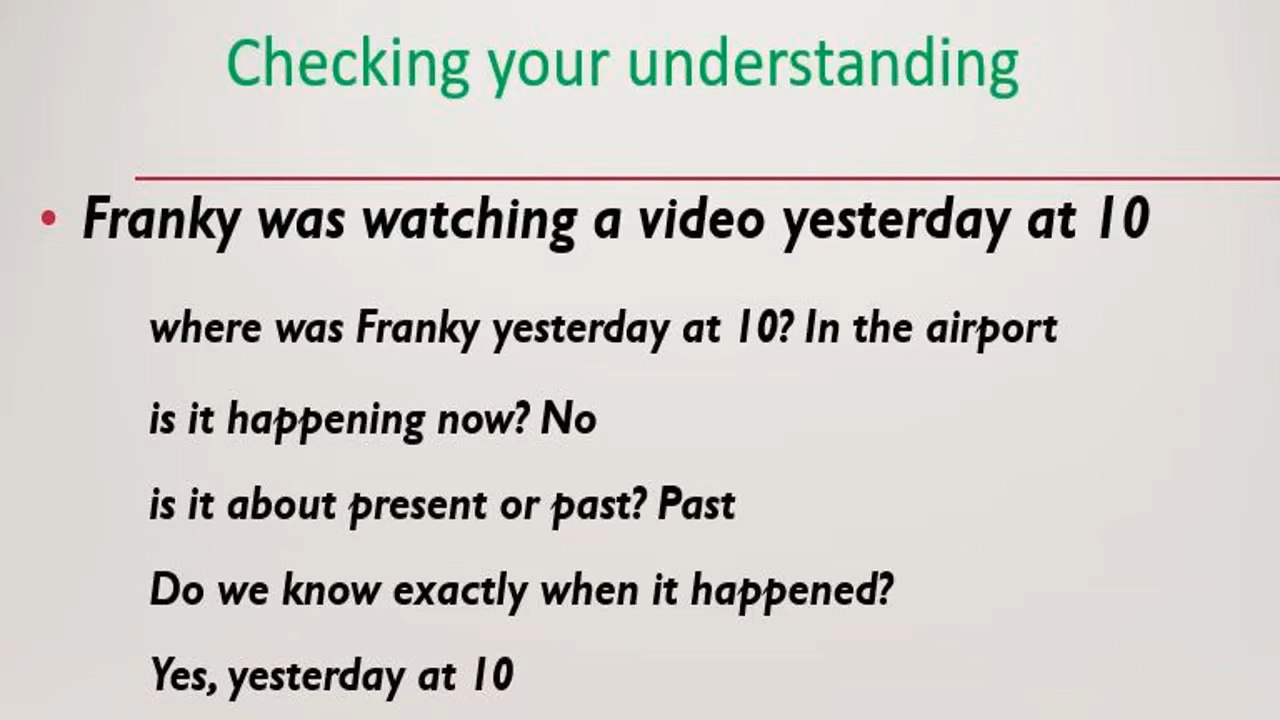 Checking your understanding
• Franky was watching a video yesterday at 10
where was Franky yesterday at 10? In the airport
is it happening now? No
is it about present or past? Past
Do we know exactly when it happened?
Yes, yesterday at 10